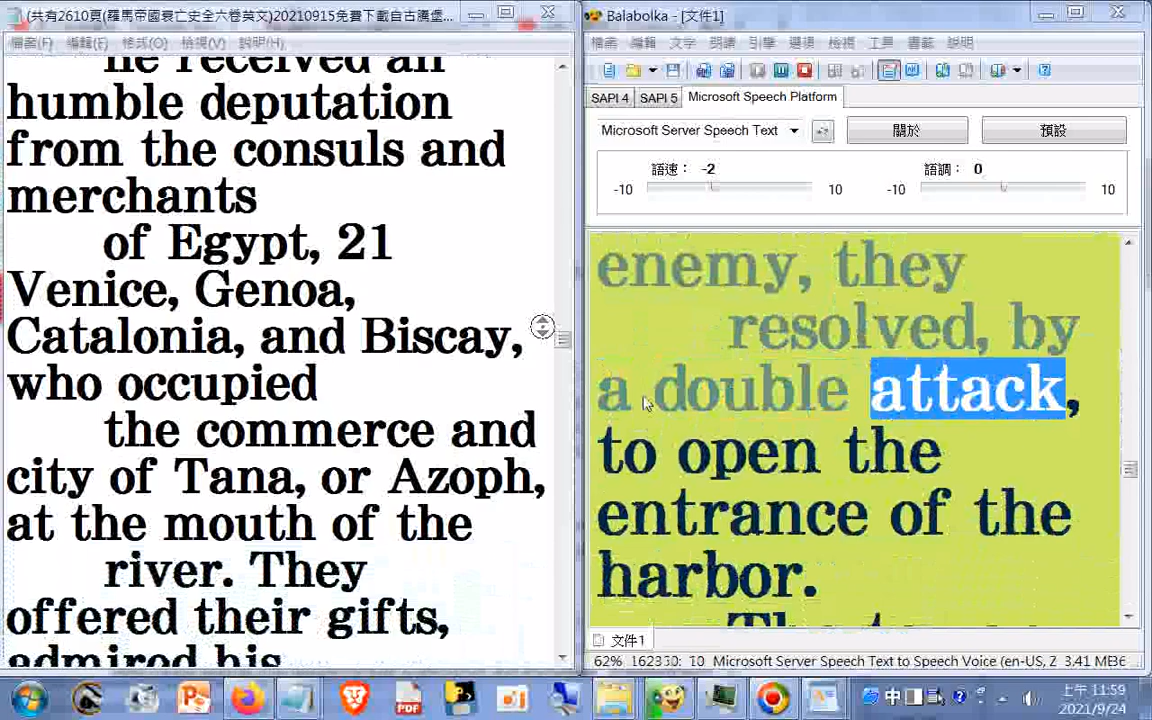 (共有2610頁(羅馬帝國衰亡史全六卷英文)20210915免費下載自古騰堡...
檔案(F) 編輯(E) 格式(O) 檢視(V) 說明(H)
he received an
humble deputation
from the consuls and
merchants
of Egypt, 21
Venice, Genoa,
Catalonia, and Biscay,
who occupied
the commerce and
city of Tana, or Azoph,
at the mouth of the
river. They
offered their gifts,
admired his
Balabolka - [文件1]
檔案 編輯 文字 朗讀 引擎 選項 檢視 工具 書籤 說明
SAPI 4 SAPI 5 Microsoft Speech Platform
Microsoft Server Speech Text 關於 預設
語速： -2 語調： 0
-10 10 -10 10
enemy, they
resolved, by
a double attack,
to open the
entrance of the
harbor.
文件1
62% Microsoft Server Speech Text to Speech Voice (en-US, Z 3.41 MB
中
上午 11:59
2021/9/24